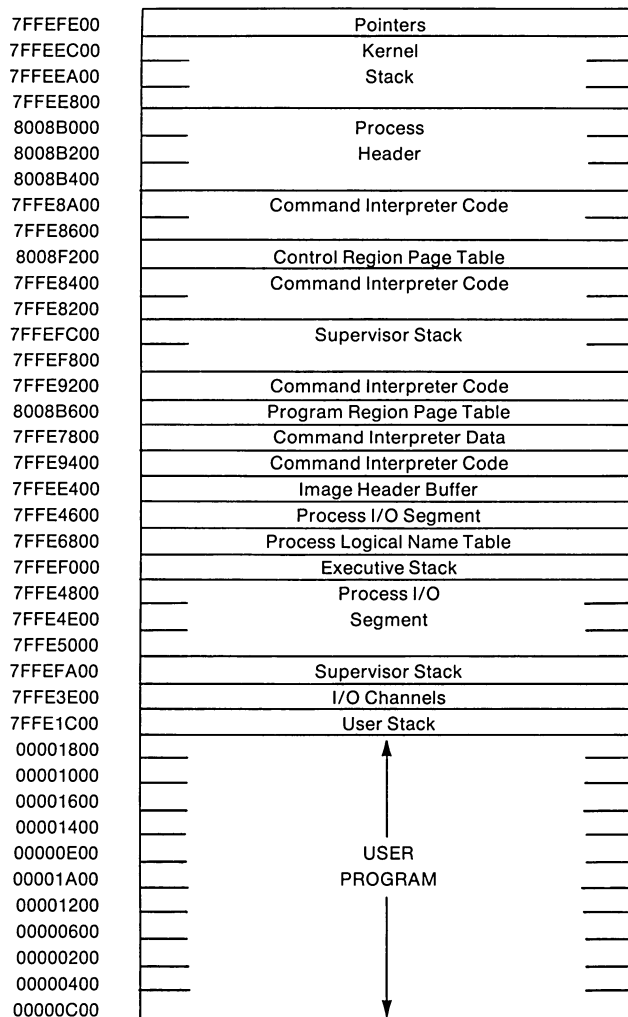 7FFEFE00 Pointers
7FFEEC00 Kernel
7FFEEA00 Stack
7FFEE800
8008B000 Process
8008B200 Header
8008B400
7FFE8A00 Command Interpreter Code
7FFE8600
8008F200 Control Region Page Table
7FFE8400 Command Interpreter Code
7FFE8200
7FFEFC00 Supervisor Stack
7FFEF800
7FFE9200 Command Interpreter Code
8008B600 Program Region Page Table
7FFE7800 Command Interpreter Data
7FFE9400 Command Interpreter Code
7FFEE400 Image Header Buffer
7FFE4600 Process I/O Segment
7FFE6800 Process Logical Name Table
7FFEF000 Executive Stack
7FFE4800 Process I/O
7FFE4E00 Segment
7FFE5000
7FFEFA00 Supervisor Stack
7FFE3E00 I/O Channels
7FFE1C00 User Stack
00001800
00001000
00001600
00001400
00000E00 USER
00001A00 PROGRAM
00001200
00000600
00000200
00000400
00000C00